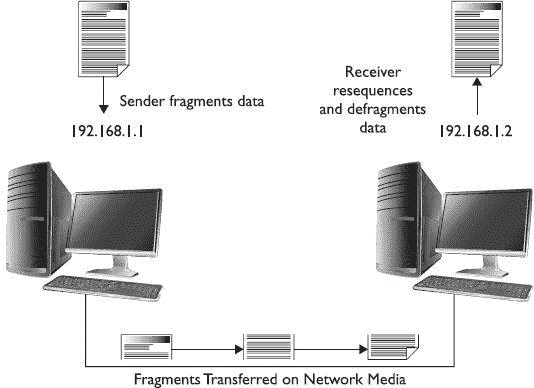 Sender fragments data
192.168.1.1
Receiver
resequences
and defragments
data
192.168.1.2
Fragments Transferred on Network Media